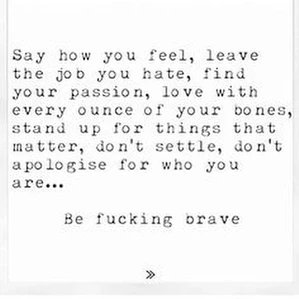 Say how you feel, leave
the job you hate, find
your passion, love with
every ounce of your bones,
stand up for things that
matter, don't settle, don't
apologise for who you
are...
Be fucking brave
»